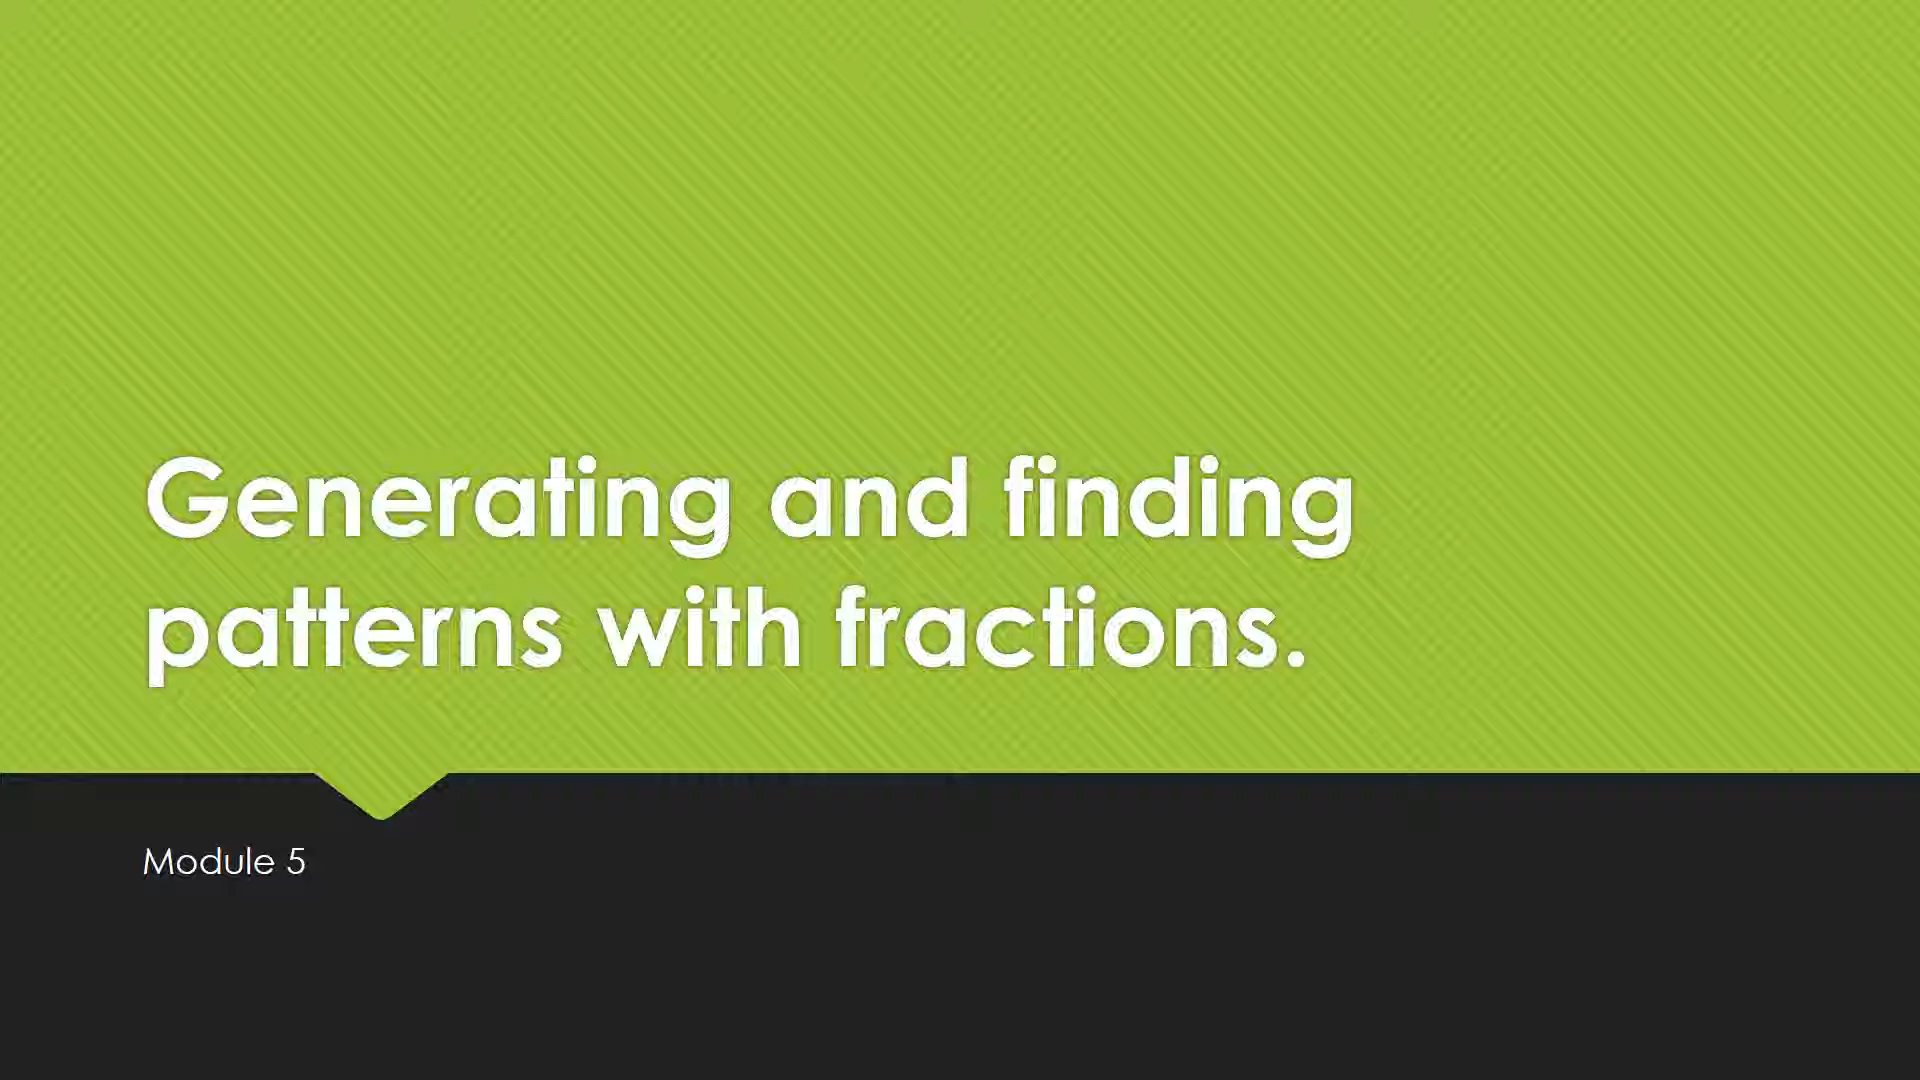 Generating and finding
patterns with fractions.
Module 5